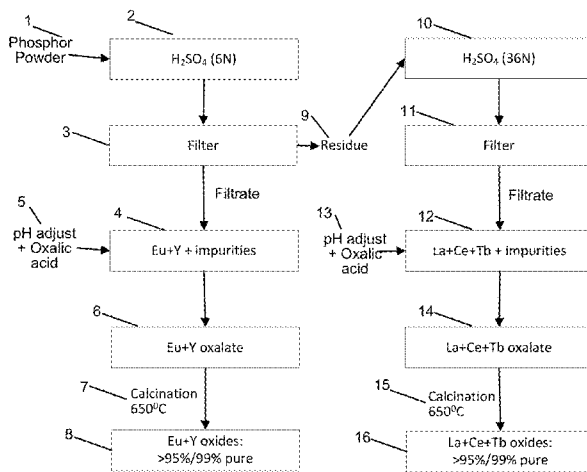 1
Phosphor
Powder
2
H₂SO₄ (6N)
3
Filter
9
Residue
Filtrate
5
pH adjust
+ Oxalic
acid
4
Eu+Y + impurities
6
Eu+Y oxalate
7
Calcination
650⁰C
8
Eu+Y oxides:
>95%/99% pure
10
H₂SO₄ (36N)
11
Filter
Filtrate
13
pH adjust
+ Oxalic
acid
12
La+Ce+Tb + impurities
14
La+Ce+Tb oxalate
15
Calcination
650⁰C
16
La+Ce+Tb oxides:
>95%/99% pure